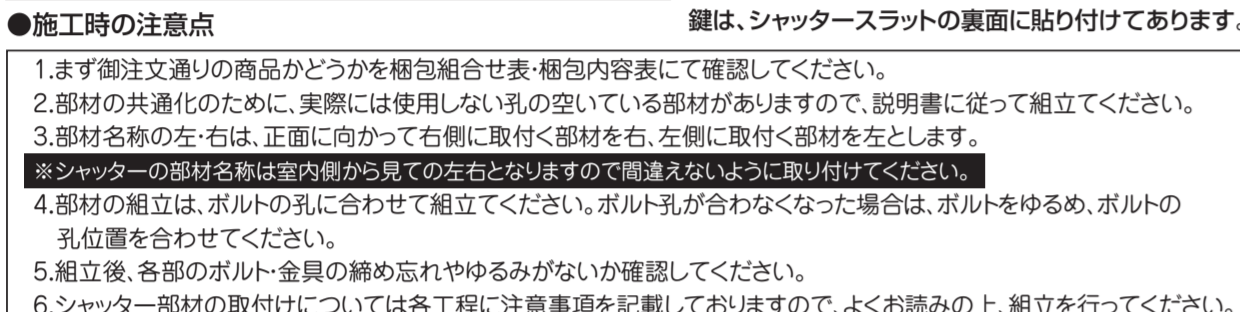 ●施工時の注意点
鍵は、シャッタースラットの裏面に貼り付けてあります。
1.まず御注文通りの商品かどうかを梱包組合せ表・梱包内容表にて確認してください。
2.部材の共通化のために、実際には使用しない孔の空いている部材がありますので、説明書に従って組立てください。
3.部材名称の左・右は、正面に向かって右側に取付く部材を右、左側に取付く部材を左とします。
※シャッターの部材名称は室内側から見ての左右となりますので間違えないように取り付けてください。
4.部材の組立は、ボルトの孔に合わせて組立てください。ボルト孔が合わなくなった場合は、ボルトをゆるめ、ボルトの
孔位置を合わせてください。
5.組立後、各部のボルト・金具の締め忘れやゆるみがないか確認してください。
6.シャッター部材の取付けについては各工程に注意事項を記載しておりますので、よくお読みの上、組立を行ってください。